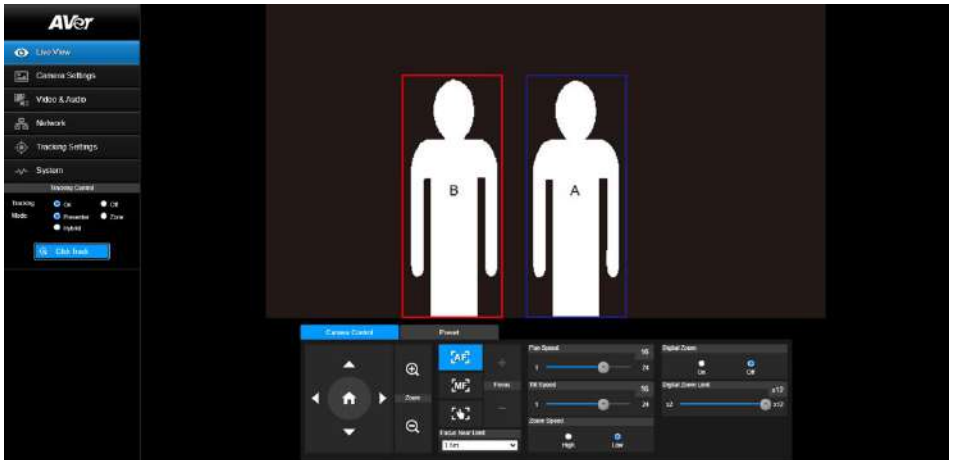 AVer
Live View
Camera Settings
Video & Audio
Network
Tracking Settings
System
Tracking Control
Tracking On Off
Mode Presenter Zone
Hybrid
Click Track
B
A
Camera Control Preset
AF
MF
Zoom
Focus
Focus Near Limit
Pan Speed 16
1 24
Tilt Speed 16
1 24
Zoom Speed
High Low
Digital Zoom
On Off
Digital Zoom Limit x12
x2 x12